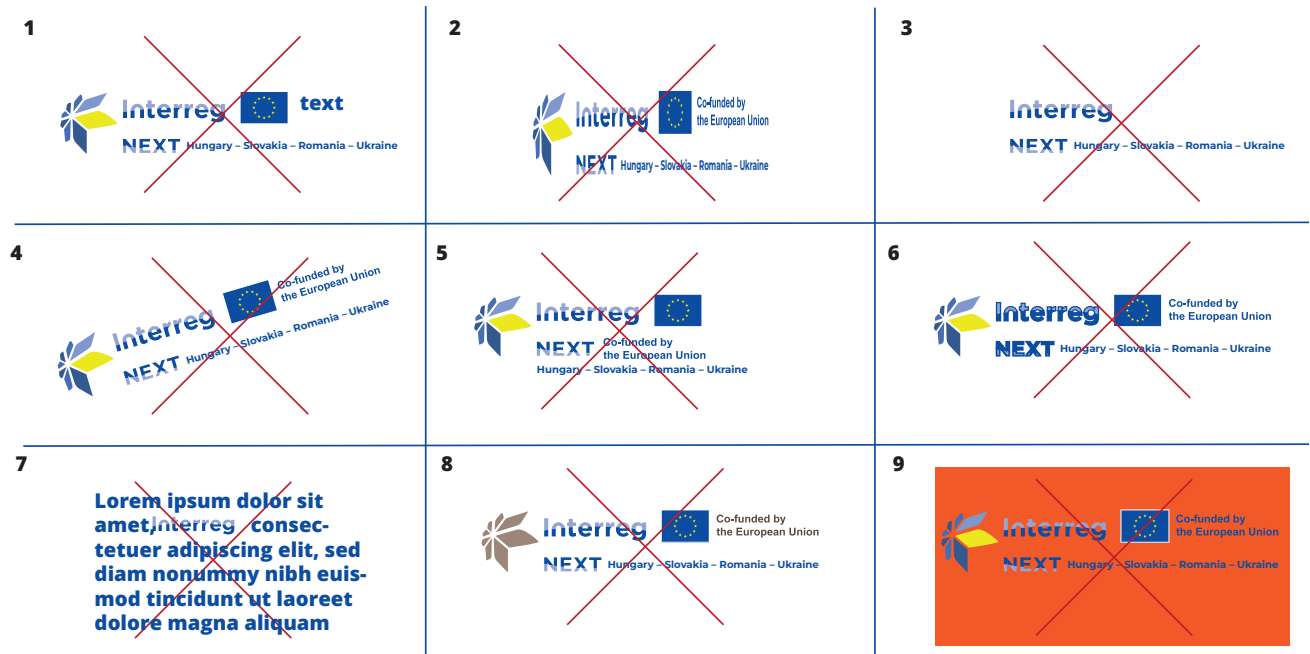 1
Interreg text
NEXT Hungary – Slovakia – Romania – Ukraine
2
Interreg Co-funded by
the European Union
NEXT Hungary – Slovakia – Romania – Ukraine
3
Interreg
NEXT Hungary – Slovakia – Romania – Ukraine
4
Interreg Co-funded by
the European Union
NEXT Hungary – Slovakia – Romania – Ukraine
5
Interreg
NEXT Co-funded by
the European Union
Hungary – Slovakia – Romania – Ukraine
6
Interreg Co-funded by
the European Union
NEXT Hungary – Slovakia – Romania – Ukraine
7
Lorem ipsum dolor sit
amet, Interreg consec-
tetuer adipiscing elit, sed
diam nonummy nibh euis-
mod tincidunt ut laoreet
dolore magna aliquam
8
Interreg Co-funded by
the European Union
NEXT Hungary – Slovakia – Romania – Ukraine
9
Interreg Co-funded by
the European Union
NEXT Hungary – Slovakia – Romania – Ukraine